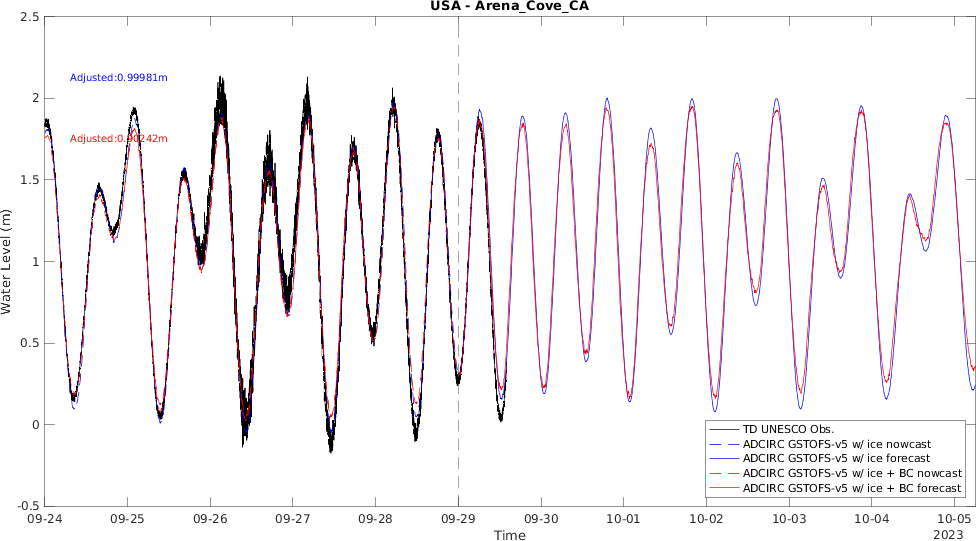 USA - Arena_Cove_CA
2.5
2
1.5
1
0.5
0
-0.5
Water Level (m)
Adjusted:0.99981m
Adjusted:0.90242m
TD UNESCO Obs.
ADCIRC GSTOFS-v5 w/ ice nowcast
ADCIRC GSTOFS-v5 w/ ice forecast
ADCIRC GSTOFS-v5 w/ ice + BC nowcast
ADCIRC GSTOFS-v5 w/ ice + BC forecast
09-24 09-25 09-26 09-27 09-28 09-29 09-30 10-01 10-02 10-03 10-04 10-05
Time
2023